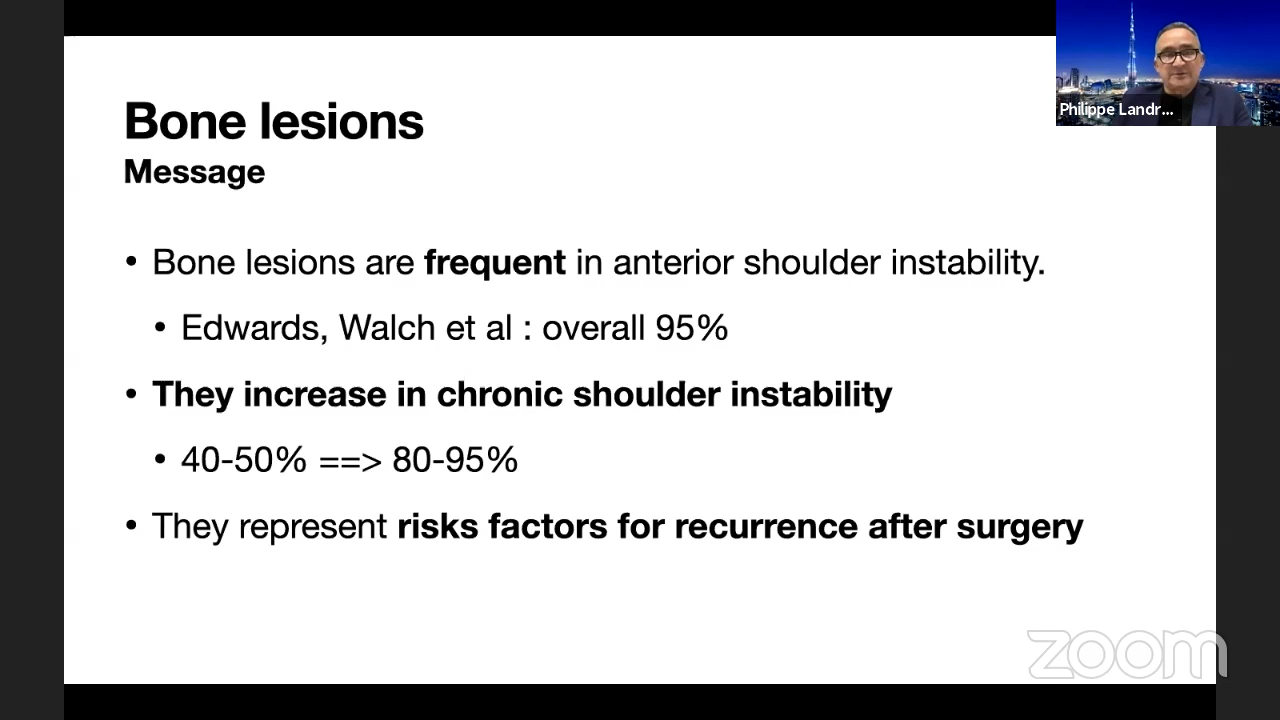 Philippe Landr...
Bone lesions
Message
• Bone lesions are frequent in anterior shoulder instability.
• Edwards, Walch et al : overall 95%
• They increase in chronic shoulder instability
• 40-50% ==> 80-95%
• They represent risks factors for recurrence after surgery
zoom